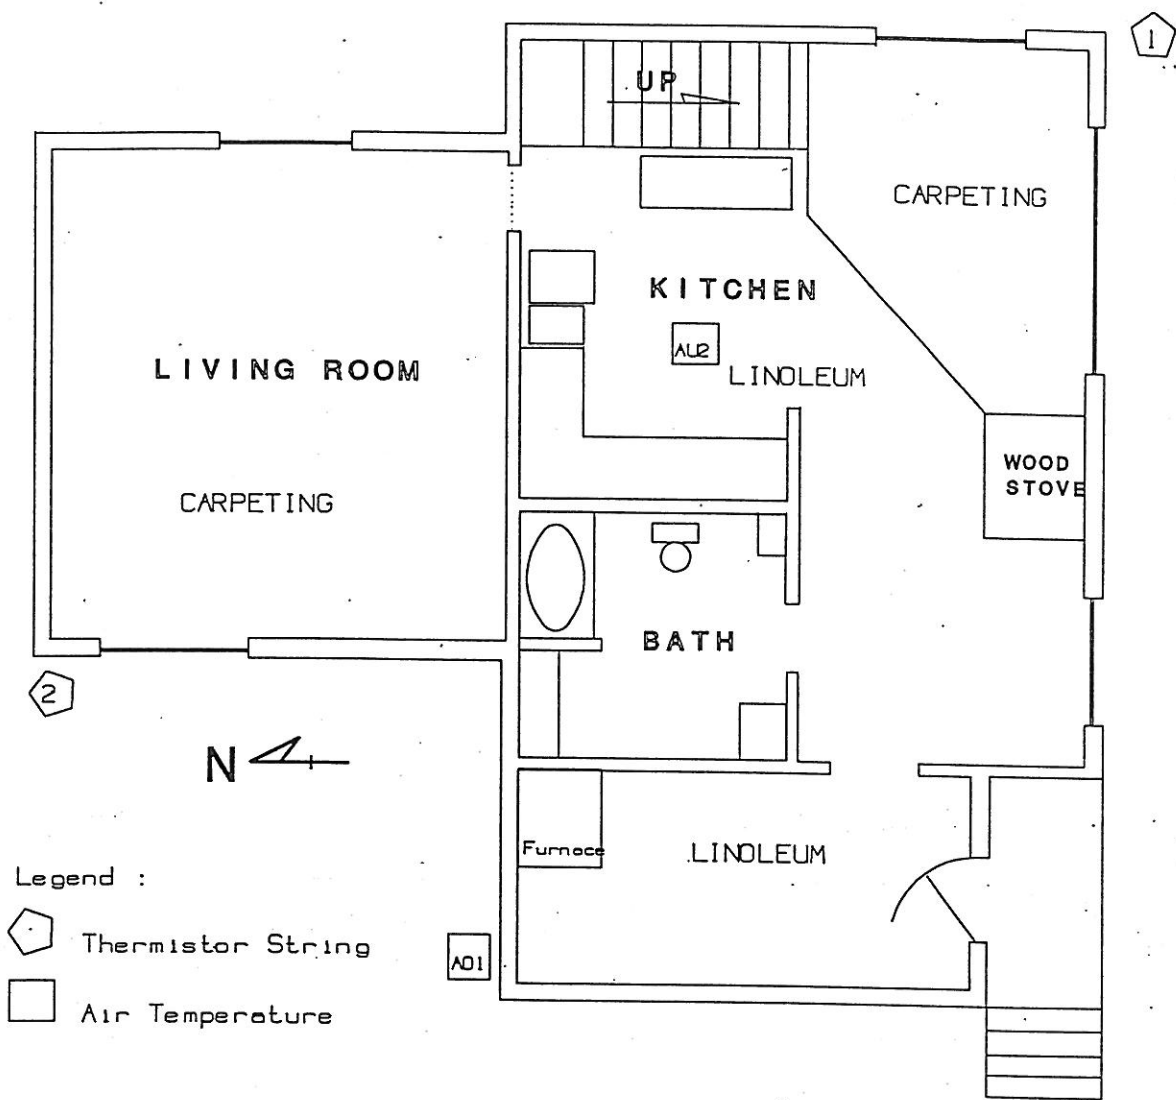 1
UP
CARPETING
KITCHEN
AU2
LIVING ROOM
LINOLEUM
WOOD
STOVE
CARPETING
BATH
2
N
Furnace
LINOLEUM
Legend :
Thermistor String
AO1
Air Temperature